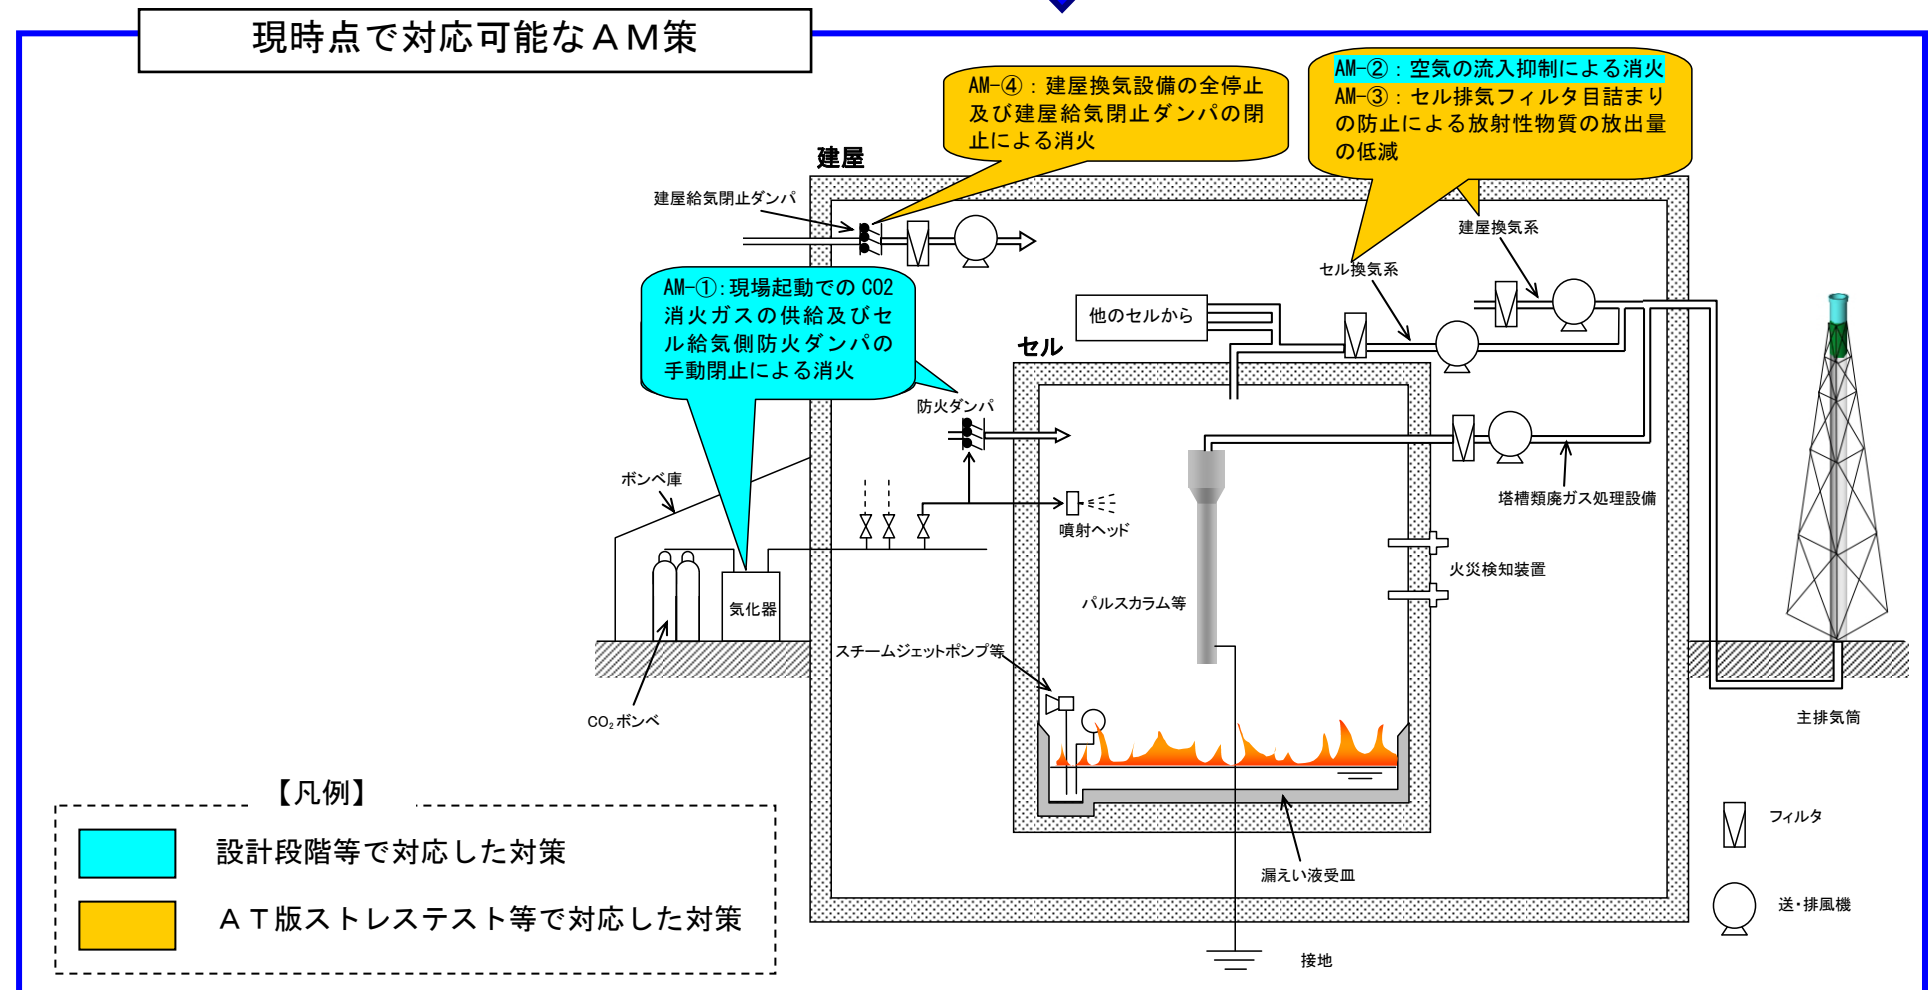 現時点で対応可能なAM策
AM-④：建屋換気設備の全停止
及び建屋給気閉止ダンパの閉
止による消火
AM-②：空気の流入抑制による消火
AM-③：セル排気フィルタ目詰まり
の防止による放射性物質の放出量
の低減
建屋
建屋給気閉止ダンパ
建屋換気系
セル換気系
AM-①:現場起動での CO2
消火ガスの供給及びセ
ル給気側防火ダンパの
手動閉止による消火
他のセルから
セル
防火ダンパ
ボンベ庫
噴射ヘッド
塔槽類廃ガス処理設備
火災検知装置
気化器
パルスカラム等
スチームジェットポンプ等
CO₂ボンベ
主排気筒
【凡例】
設計段階等で対応した対策
AT版ストレステスト等で対応した対策
漏えい液受皿
接地
フィルタ
送・排風機